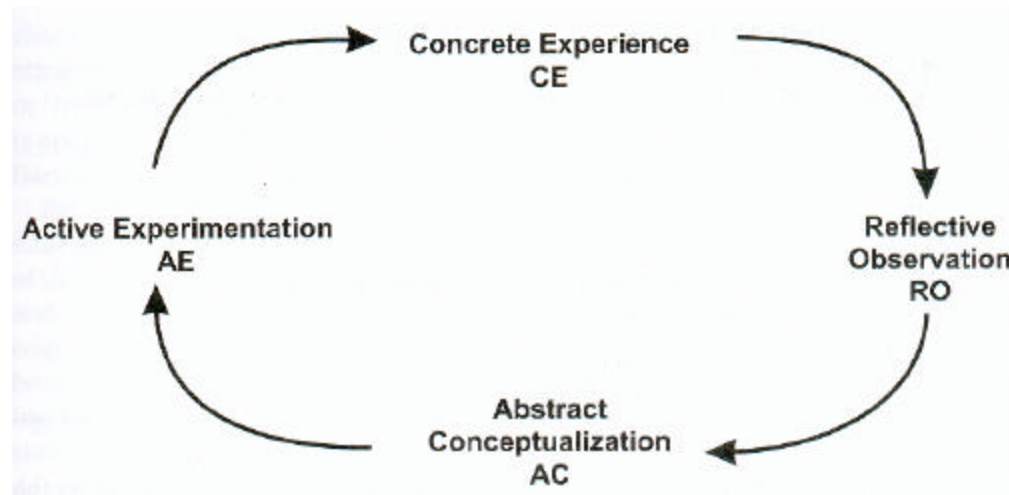 Concrete Experience
CE
Reflective
Observation
RO
Abstract
Conceptualization
AC
Active Experimentation
AE